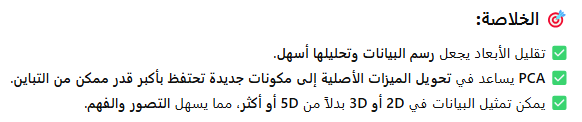 🎯 الخلاصة:
✅ تقليل الأبعاد يجعل رسم البيانات وتحليلها أسهل.
✅ PCA يساعد في تحويل الميزات الأصلية إلى مكونات جديدة تحتفظ بأكبر قدر ممكن من التباين.
✅ يمكن تمثيل البيانات في 2D أو 3D بدلاً من 5D أو أكثر، مما يسهل التصور والفهم.